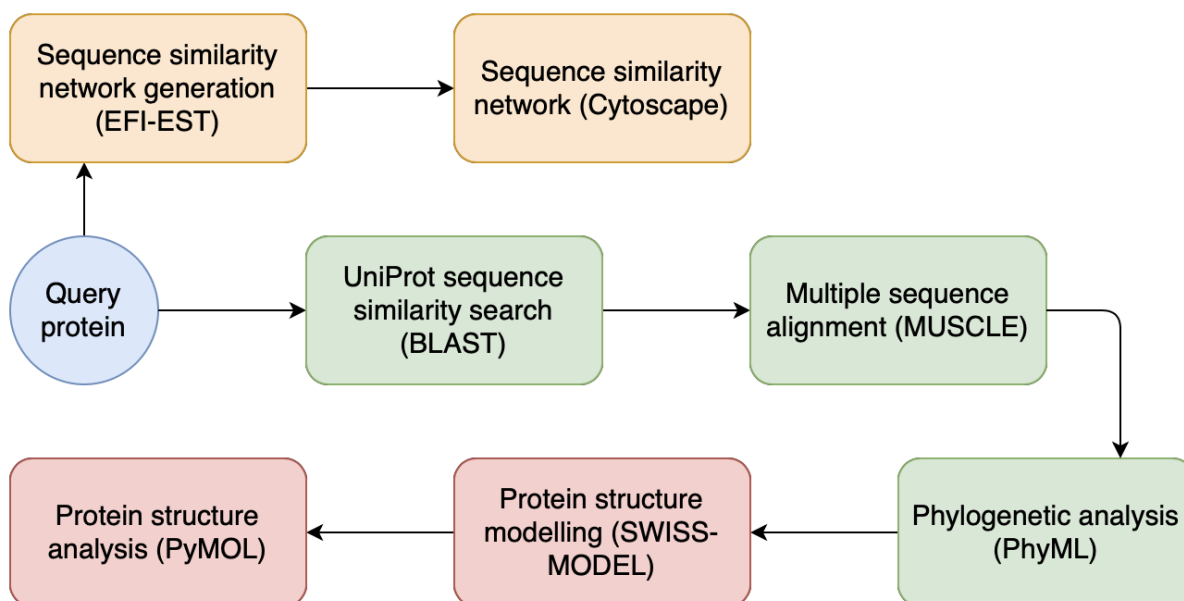 Sequence similarity
network generation
(EFI-EST)
Sequence similarity
network (Cytoscape)
Query
protein
UniProt sequence
similarity search
(BLAST)
Multiple sequence
alignment (MUSCLE)
Protein structure
analysis (PyMOL)
Protein structure
modelling (SWISS-
MODEL)
Phylogenetic analysis
(PhyML)